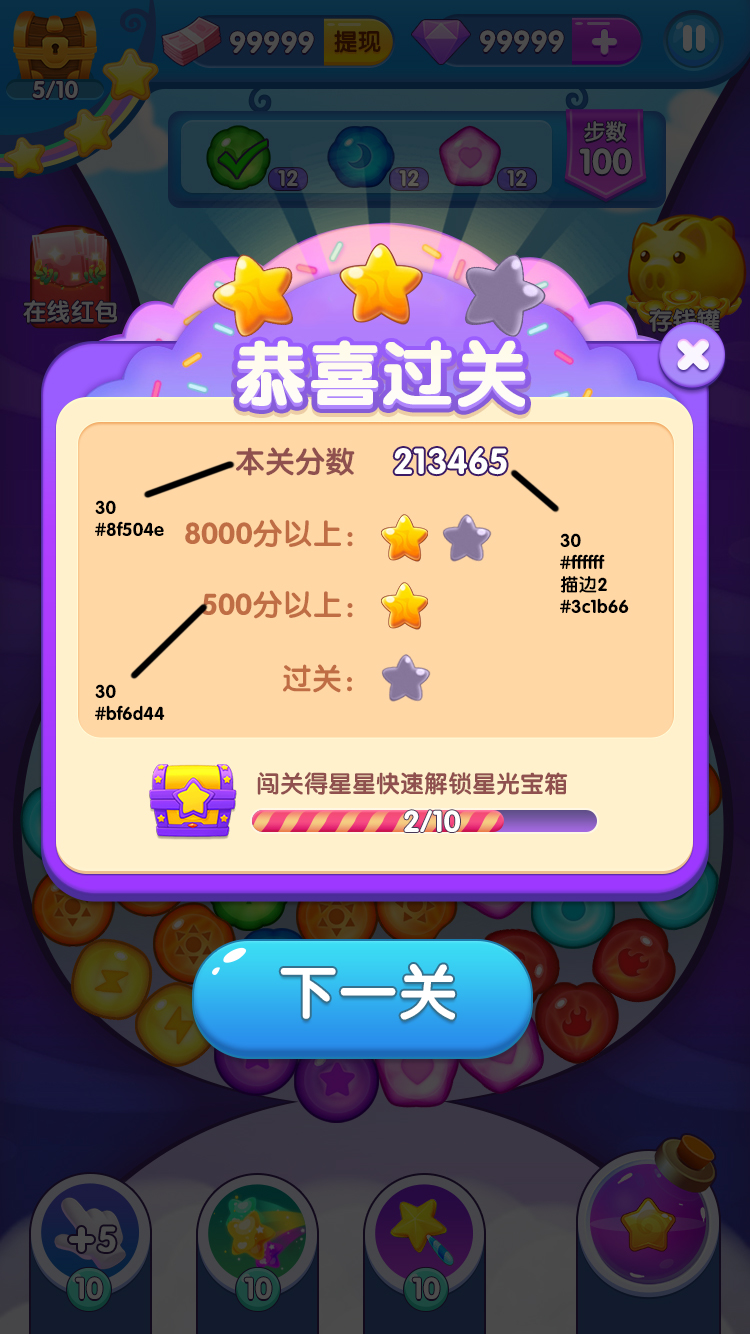 99999 提现
99999
5/10
12
12
12
步数
100
在线红包
存钱罐
恭喜过关
本关分数 213465
30
#8f504e
8000分以上:
30
#ffffff
描边2
#3c1b66
500分以上:
过关:
30
#bf6d44
闯关得星星快速解锁星光宝箱
2/10
下一关
+5
10
10
10